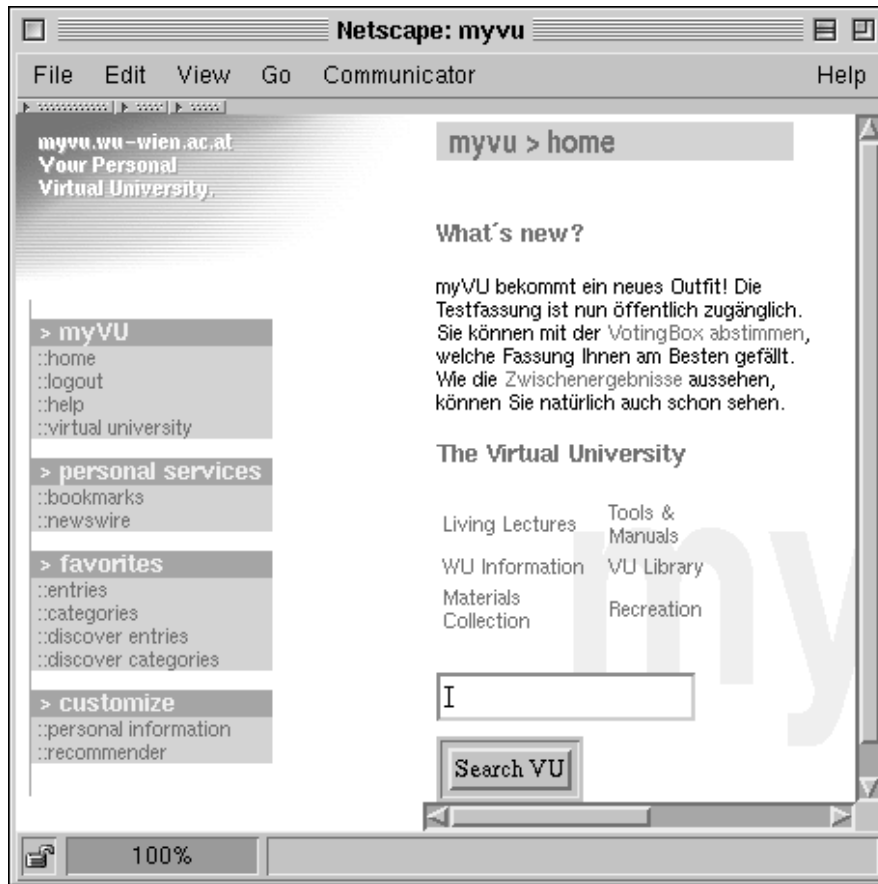 Netscape: myvu
File Edit View Go Communicator Help
myvu.wu-wien.ac.at
Your Personal
Virtual University.
> myVU
::home
::logout
::help
::virtual university
> personal services
::bookmarks
::newswire
> favorites
::entries
::categories
::discover entries
::discover categories
> customize
::personal information
::recommender
myvu > home
What´s new?
myVU bekommt ein neues Outfit! Die
Testfassung ist nun öffentlich zugänglich.
Sie können mit der VotingBox abstimmen,
welche Fassung Ihnen am Besten gefällt.
Wie die Zwischenergebnisse aussehen,
können Sie natürlich auch schon sehen.
The Virtual University
Living Lectures
Tools &
Manuals
WU Information
VU Library
Materials
Collection
Recreation
my
Search VU
100%